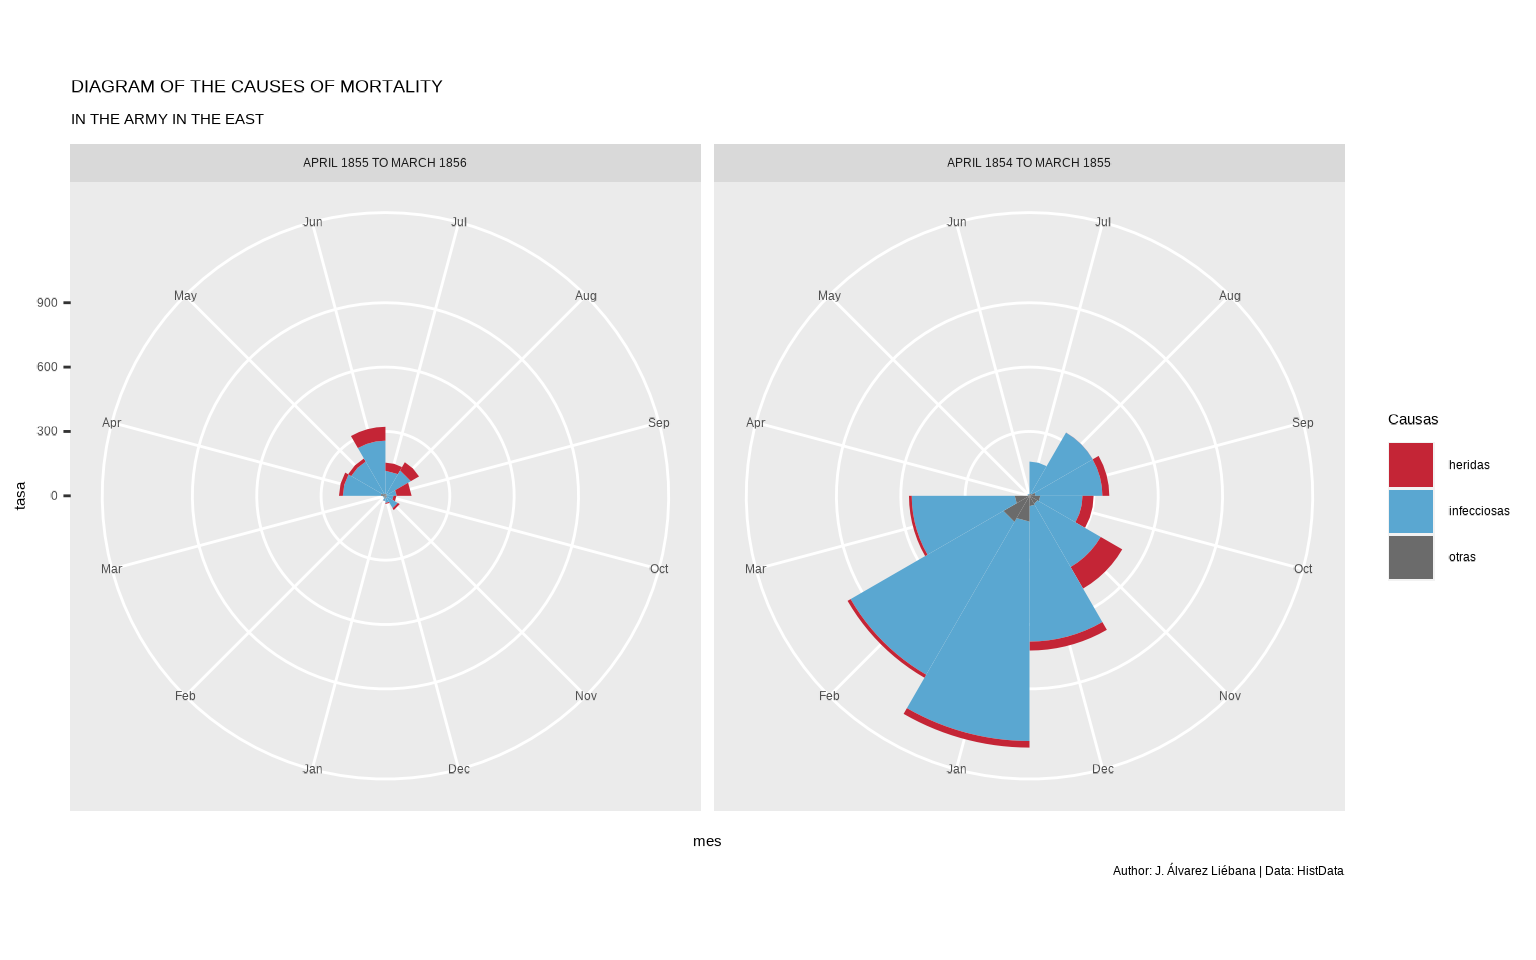 DIAGRAM OF THE CAUSES OF MORTALITY
IN THE ARMY IN THE EAST
APRIL 1855 TO MARCH 1856
APRIL 1854 TO MARCH 1855
tasa
900
600
300
0
Jun
Jul
May
Aug
Apr
Sep
Mar
Oct
Feb
Nov
Jan
Dec
Jun
Jul
May
Aug
Apr
Sep
Mar
Oct
Feb
Nov
Jan
Dec
Causas
heridas
infecciosas
otras
mes
Author: J. Álvarez Liébana | Data: HistData